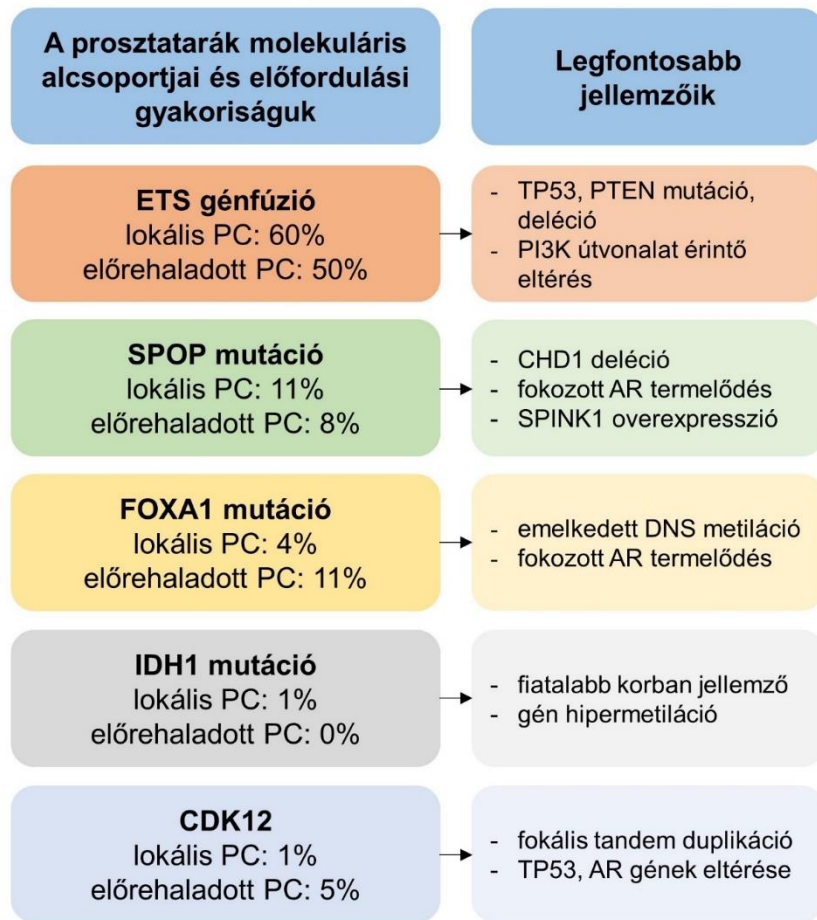 A prosztatarák molekuláris
alcsoportjai és előfordulási
gyakoriságuk
Legfontosabb
jellemzőik
ETS génfúzió
lokális PC: 60%
előrehaladott PC: 50%
- TP53, PTEN mutáció,
deléció
- PI3K útvonalat érintő
eltérés
SPOP mutáció
lokális PC: 11%
előrehaladott PC: 8%
- CHD1 deléció
- fokozott AR termelődés
- SPINK1 overexpresszió
FOXA1 mutáció
lokális PC: 4%
előrehaladott PC: 11%
- emelkedett DNS metiláció
- fokozott AR termelődés
IDH1 mutáció
lokális PC: 1%
előrehaladott PC: 0%
- fiatalabb korban jellemző
- gén hipermetiláció
CDK12
lokális PC: 1%
előrehaladott PC: 5%
- fokális tandem duplikáció
- TP53, AR gének eltérése